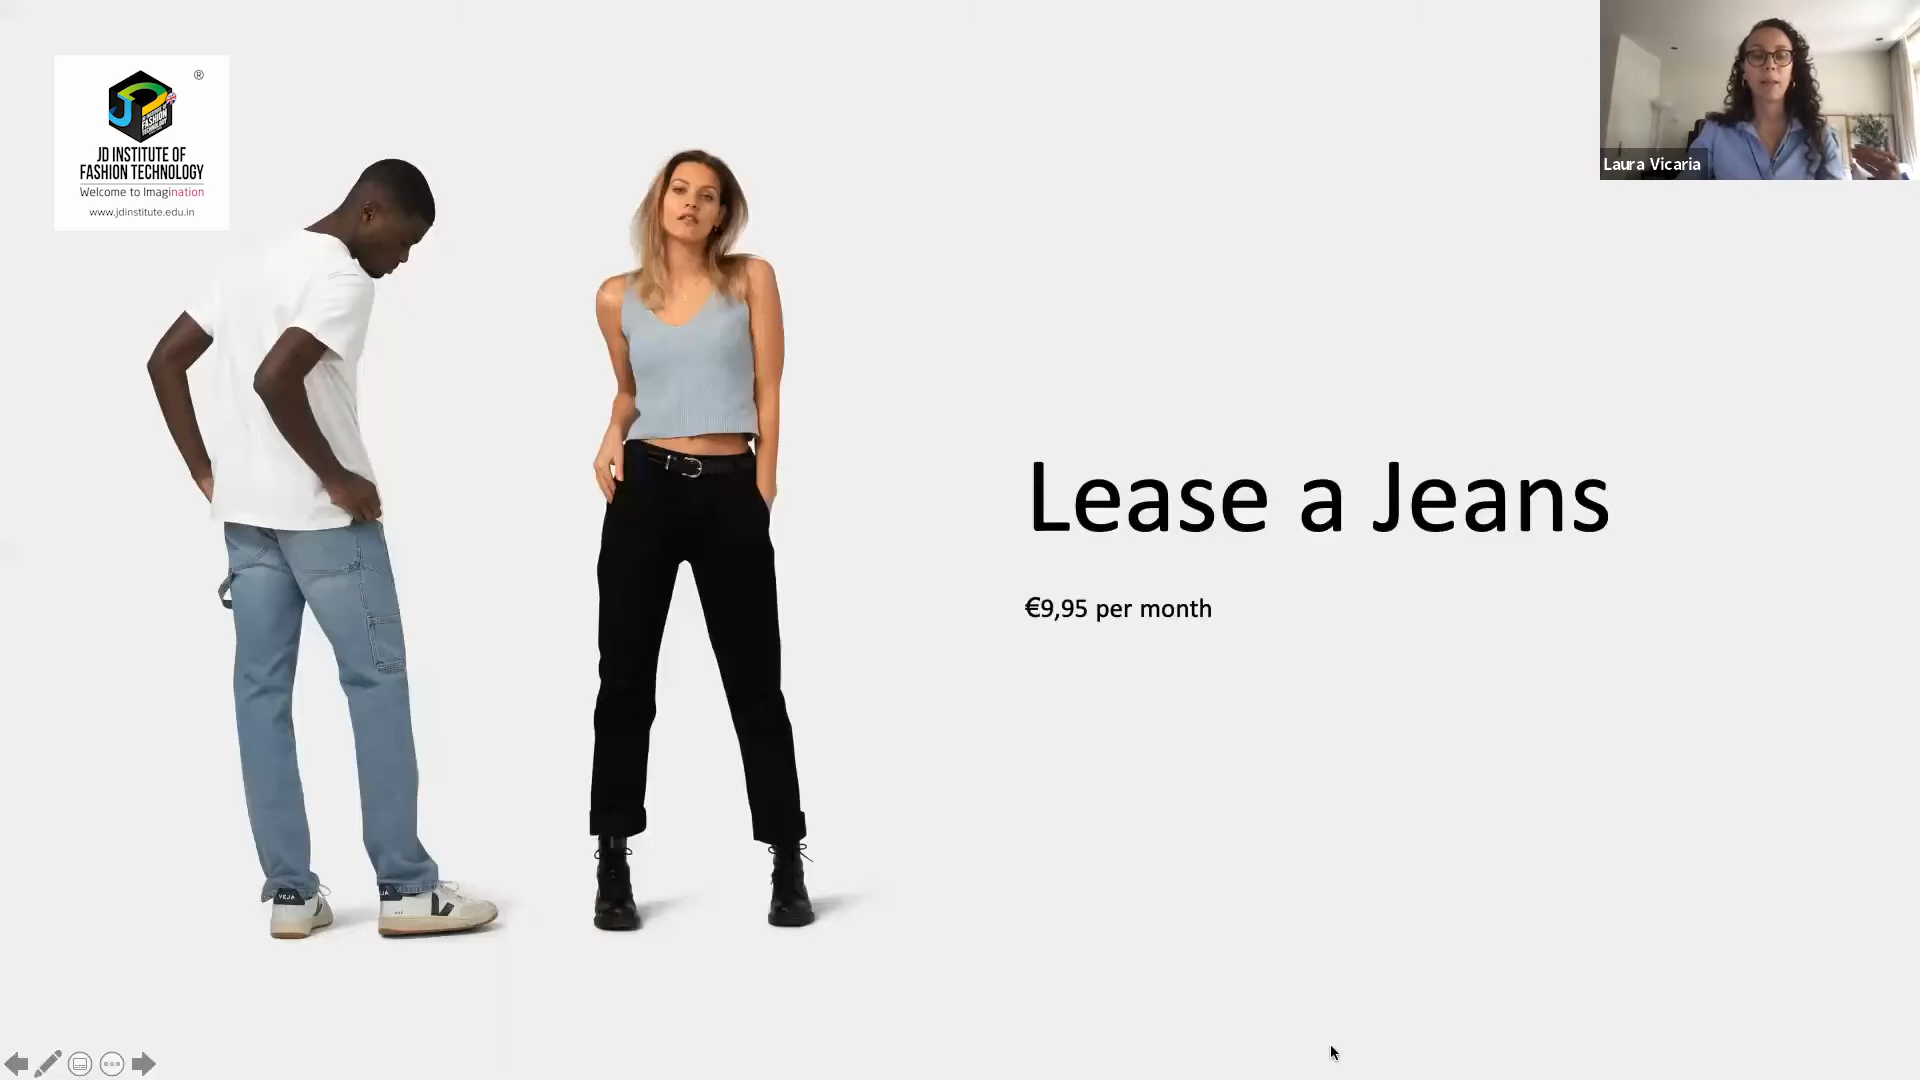 ®
JD INSTITUTE OF
FASHION TECHNOLOGY
Welcome to Imagination
www.jdinstitute.edu.in
Laura Vicaria
Lease a Jeans
€9,95 per month
VEJA